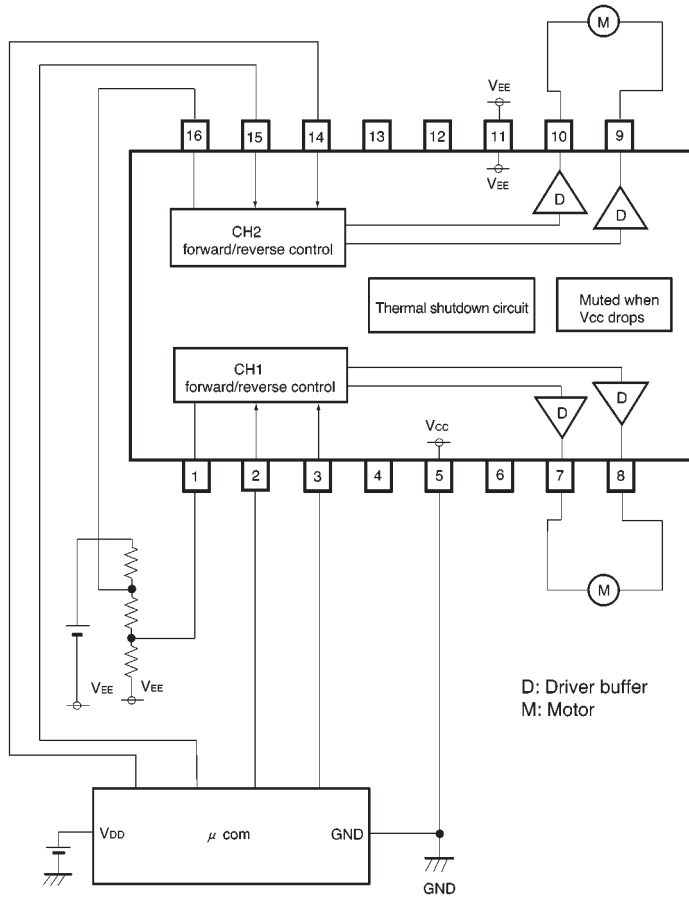 M
VEE
16 15 14 13 12 11 10 9
VEE
D
D
CH2
forward/reverse control
Thermal shutdown circuit
Muted when
Vcc drops
CH1
forward/reverse control
D
D
VCC
1 2 3 4 5 6 7 8
M
VEE
VEE
D: Driver buffer
M: Motor
VDD
μ com
GND
GND